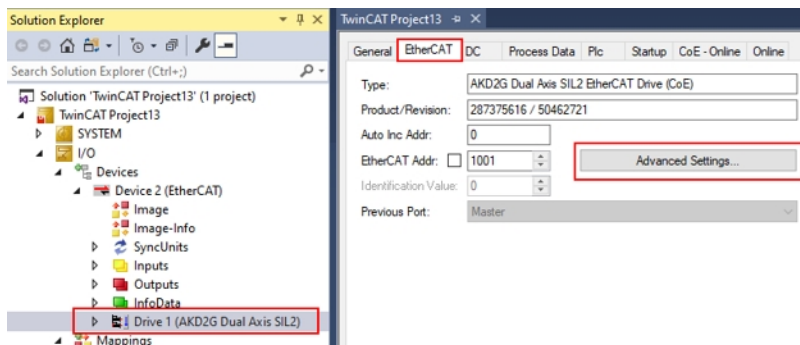 Solution Explorer
Search Solution Explorer (Ctrl+;)
Solution 'TwinCAT Project13' (1 project)
TwinCAT Project13
SYSTEM
I/O
Devices
Device 2 (EtherCAT)
Image
Image-Info
SyncUnits
Inputs
Outputs
InfoData
Drive 1 (AKD2G Dual Axis SIL2)
Mappings
TwinCAT Project13
General EtherCAT DC Process Data Plc Startup CoE - Online Online
Type: AKD2G Dual Axis SIL2 EtherCAT Drive (CoE)
Product/Revision: 287375616 / 50462721
Auto Inc Addr: 0
EtherCAT Addr: 1001 Advanced Settings...
Identification Value: 0
Previous Port: Master